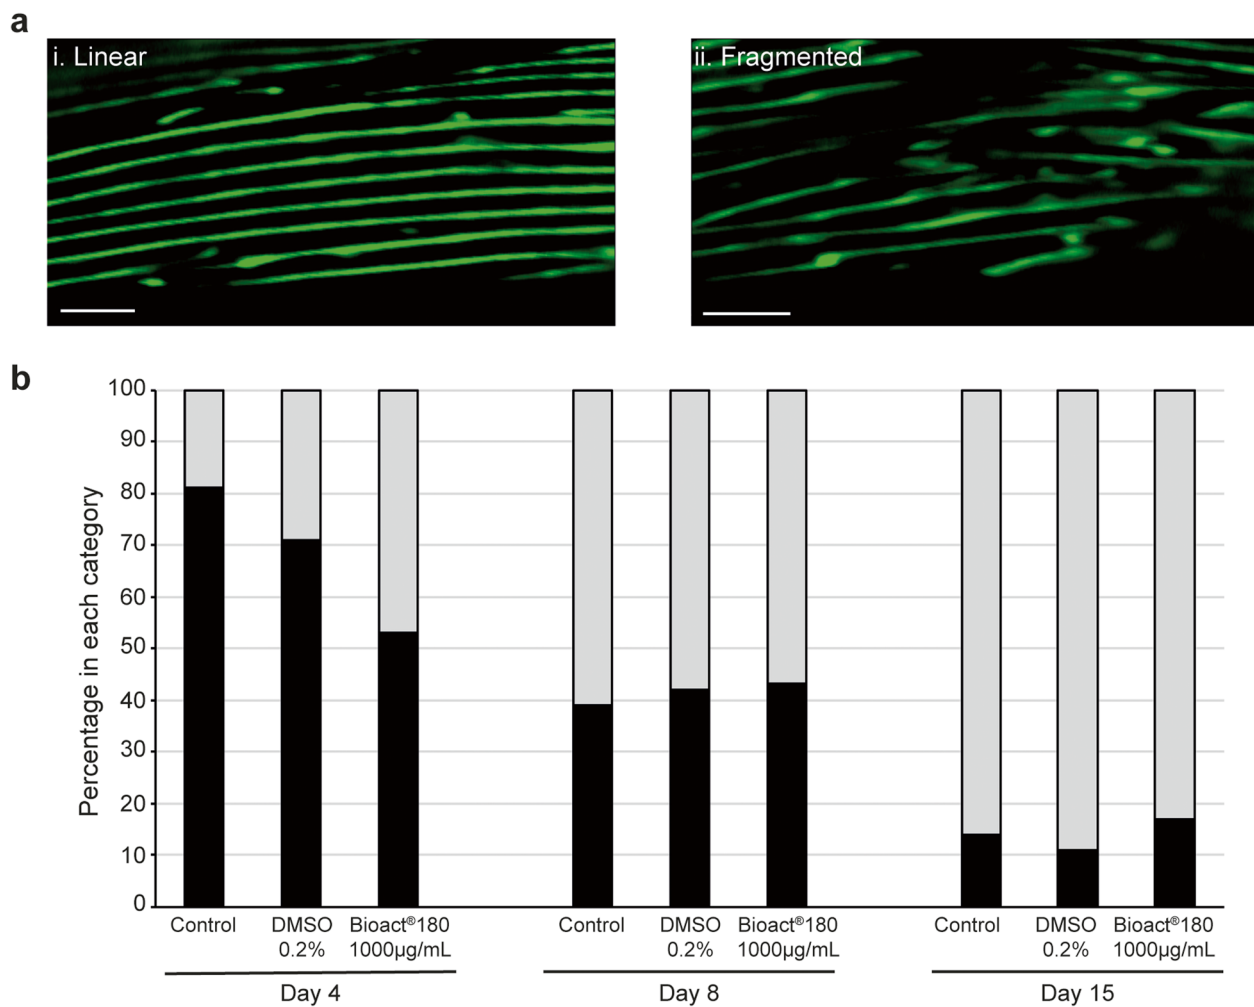 a
i. Linear
ii. Fragmented
b
Percentage in each category
100
90
80
70
60
50
40
30
20
10
0
Control
DMSO
0.2%
Bioact®180
1000µg/mL
Control
DMSO
0.2%
Bioact®180
1000µg/mL
Control
DMSO
0.2%
Bioact®180
1000µg/mL
Day 4
Day 8
Day 15